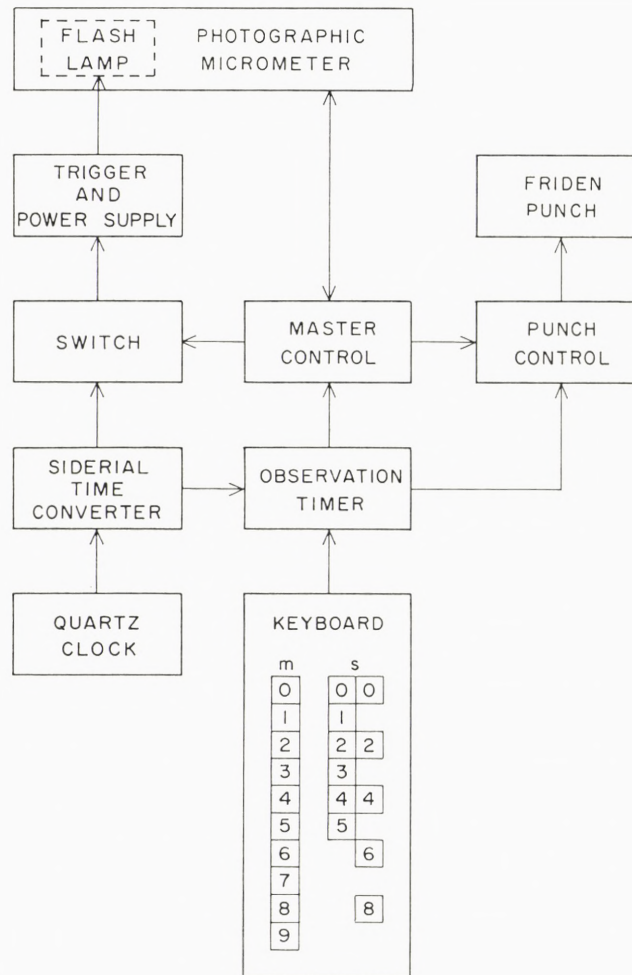 FLASH
LAMP
PHOTOGRAPHIC
MICROMETER
TRIGGER
AND
POWER SUPPLY
FRIDEN
PUNCH
SWITCH
MASTER
CONTROL
PUNCH
CONTROL
SIDERIAL
TIME
CONVERTER
OBSERVATION
TIMER
QUARTZ
CLOCK
KEYBOARD
m s
0 0 0
1 1
2 2 2
3 3
4 4 4
5 5
6 6
7
8 8
9